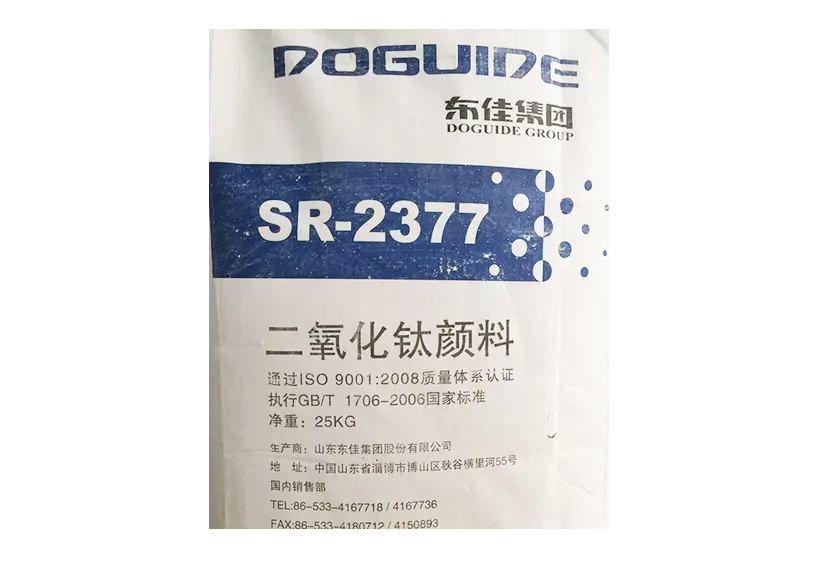 DOGUIDE
东佳集团
DOGUIDE GROUP
SR-2377
二氧化钛颜料
通过ISO 9001:2008质量体系认证
执行GB/T 1706-2006国家标准
净重：25KG
生产商：山东东佳集团股份有限公司
地 址：中国山东省淄博市博山区秋谷横里河55号
国内销售部
TEL:86-533-4167718 / 4167736
FAX:86-533-4180712 / 4150893